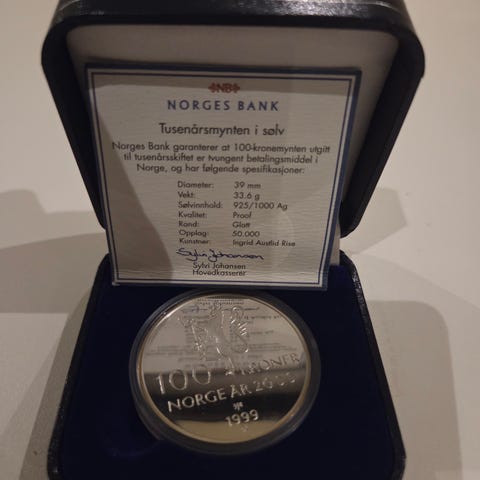 NB
NORGES BANK
Tusenårsmynten i sølv
Norges Bank garanterer at 100-kronemynten utgitt
til tusenårsskiftet er tvungent betalingsmiddel i
Norge, og har følgende spesifikasjoner:
Diameter: 39 mm
Vekt: 33.6 g
Sølvinnhold: 925/1000 Ag
Kvalitet: Proof
Rand: Glatt
Opplag: 50.000
Kunstner: Ingrid Austlid Rise
Sylvi Johansen
Sylvi Johansen
Hovedkasserer
100 KRONER
NORGE ÅR 2000
1999